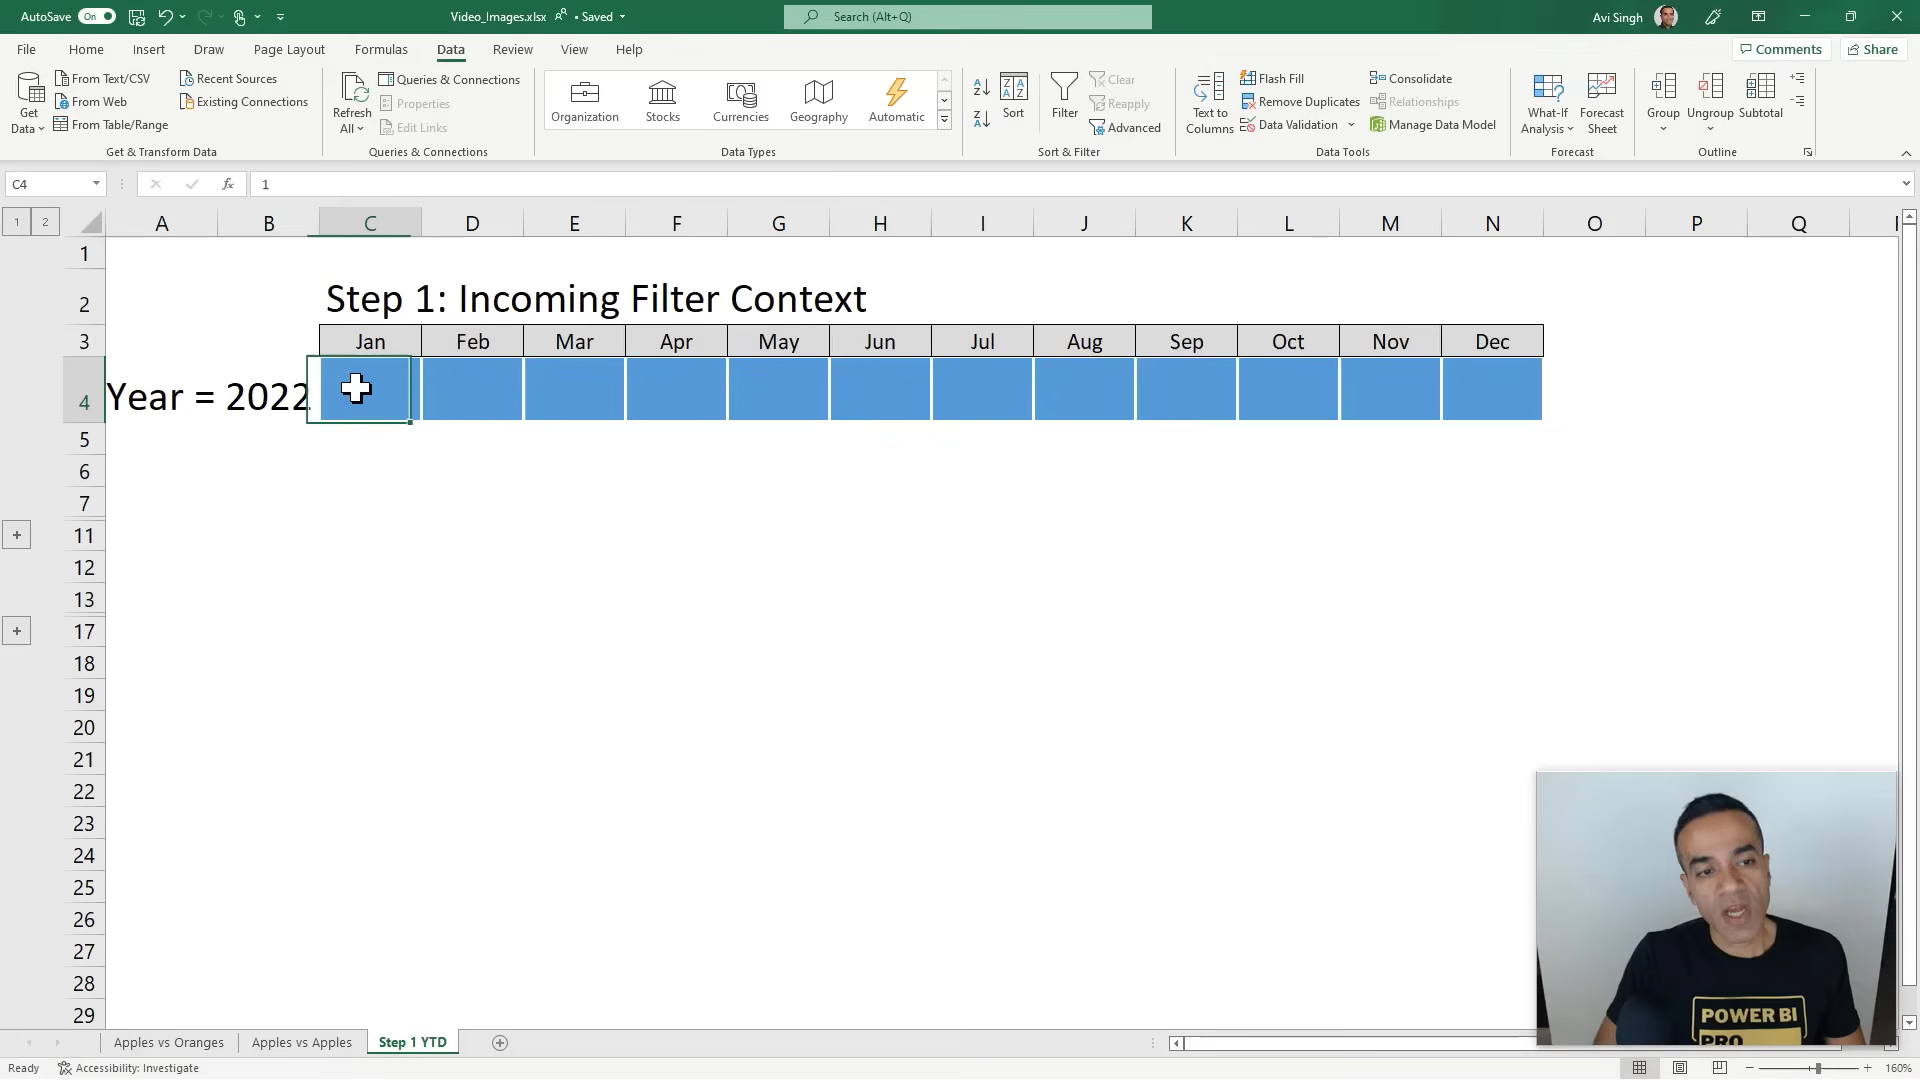 AutoSave On Video_Images.xlsx • Saved Search (Alt+Q) Avi Singh
File Home Insert Draw Page Layout Formulas Data Review View Help Comments Share
Get Data
From Text/CSV
From Web
From Table/Range
Recent Sources
Existing Connections
Get & Transform Data
Refresh All
Queries & Connections
Properties
Edit Links
Queries & Connections
Organization Stocks Currencies Geography Automatic
Data Types
Sort
Filter
Clear
Reapply
Advanced
Sort & Filter
Text to Columns
Flash Fill
Remove Duplicates
Data Validation
Consolidate
Relationships
Manage Data Model
Data Tools
What-If Analysis
Forecast Sheet
Forecast
Group Ungroup Subtotal
Outline
C4 fx 1
1 2 A B C D E F G H I J K L M N O P Q
1
2 Step 1: Incoming Filter Context
3 Jan Feb Mar Apr May Jun Jul Aug Sep Oct Nov Dec
4 Year = 2022
5
6
7
11
12
13
17
18
19
20
21
22
23
24
25
26
27
28
29
POWER BI
PRO
Apples vs Oranges Apples vs Apples Step 1 YTD
Ready Accessibility: Investigate 160%